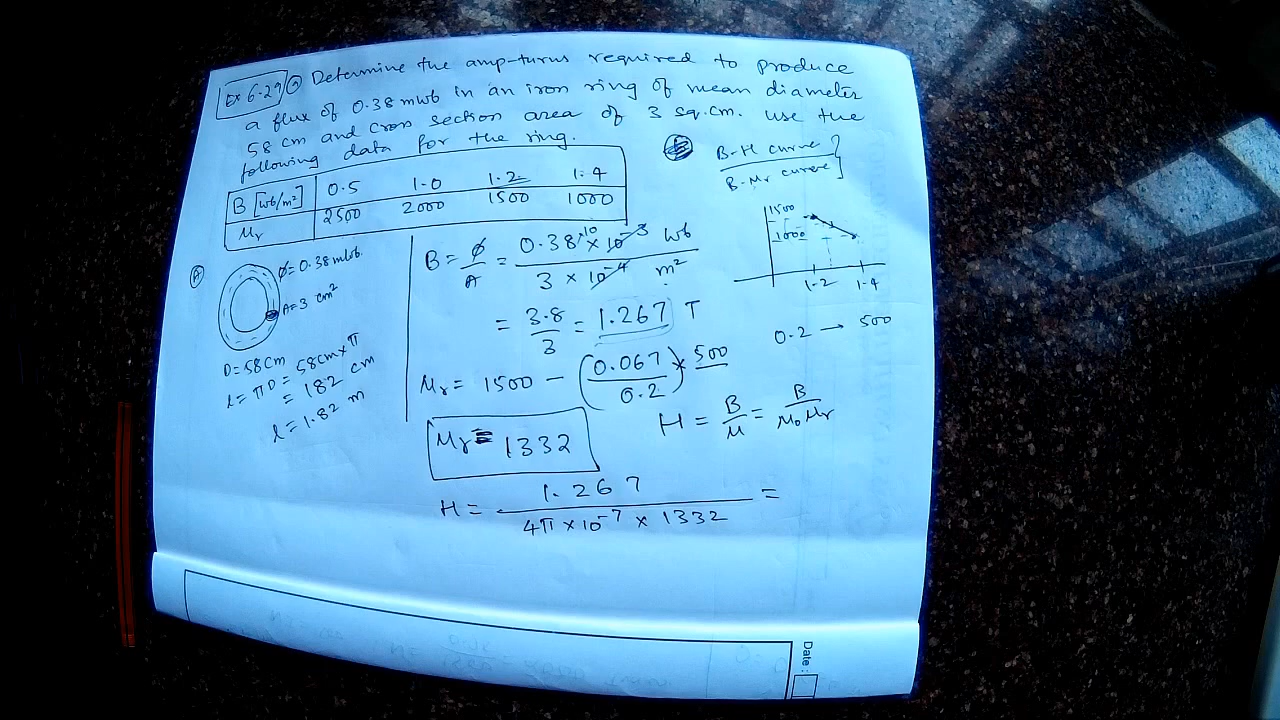 Ex 6.29 Q Determine the amp-turns required to produce
a flux of 0.38 mwb in an iron ring of mean diameter
58 cm and cross section area of 3 sq.cm. use the
following data for the ring.
B [wb/m²] 0.5 1.0 1.2 1.4
μr 2500 2000 1500 1000
B-H curve
B-μr curve }
1500
1000
1.2 1.4
0.2 → 500
A
φ = 0.38 mwb.
A = 3 cm²
D = 58 cm
l = πD = 58cm×π
= 182 cm
l = 1.82 m
B = φ/A = 0.38×10 × 10⁻³ wb / 3 × 10⁻⁴ m²
= 3.8/3 = 1.267 T
μr = 1500 - (0.067/0.2) × 500
μr = 1332
H = B/μ = B/μ₀μr
H = 1.267 / 4π × 10⁻⁷ × 1332 =
Date :